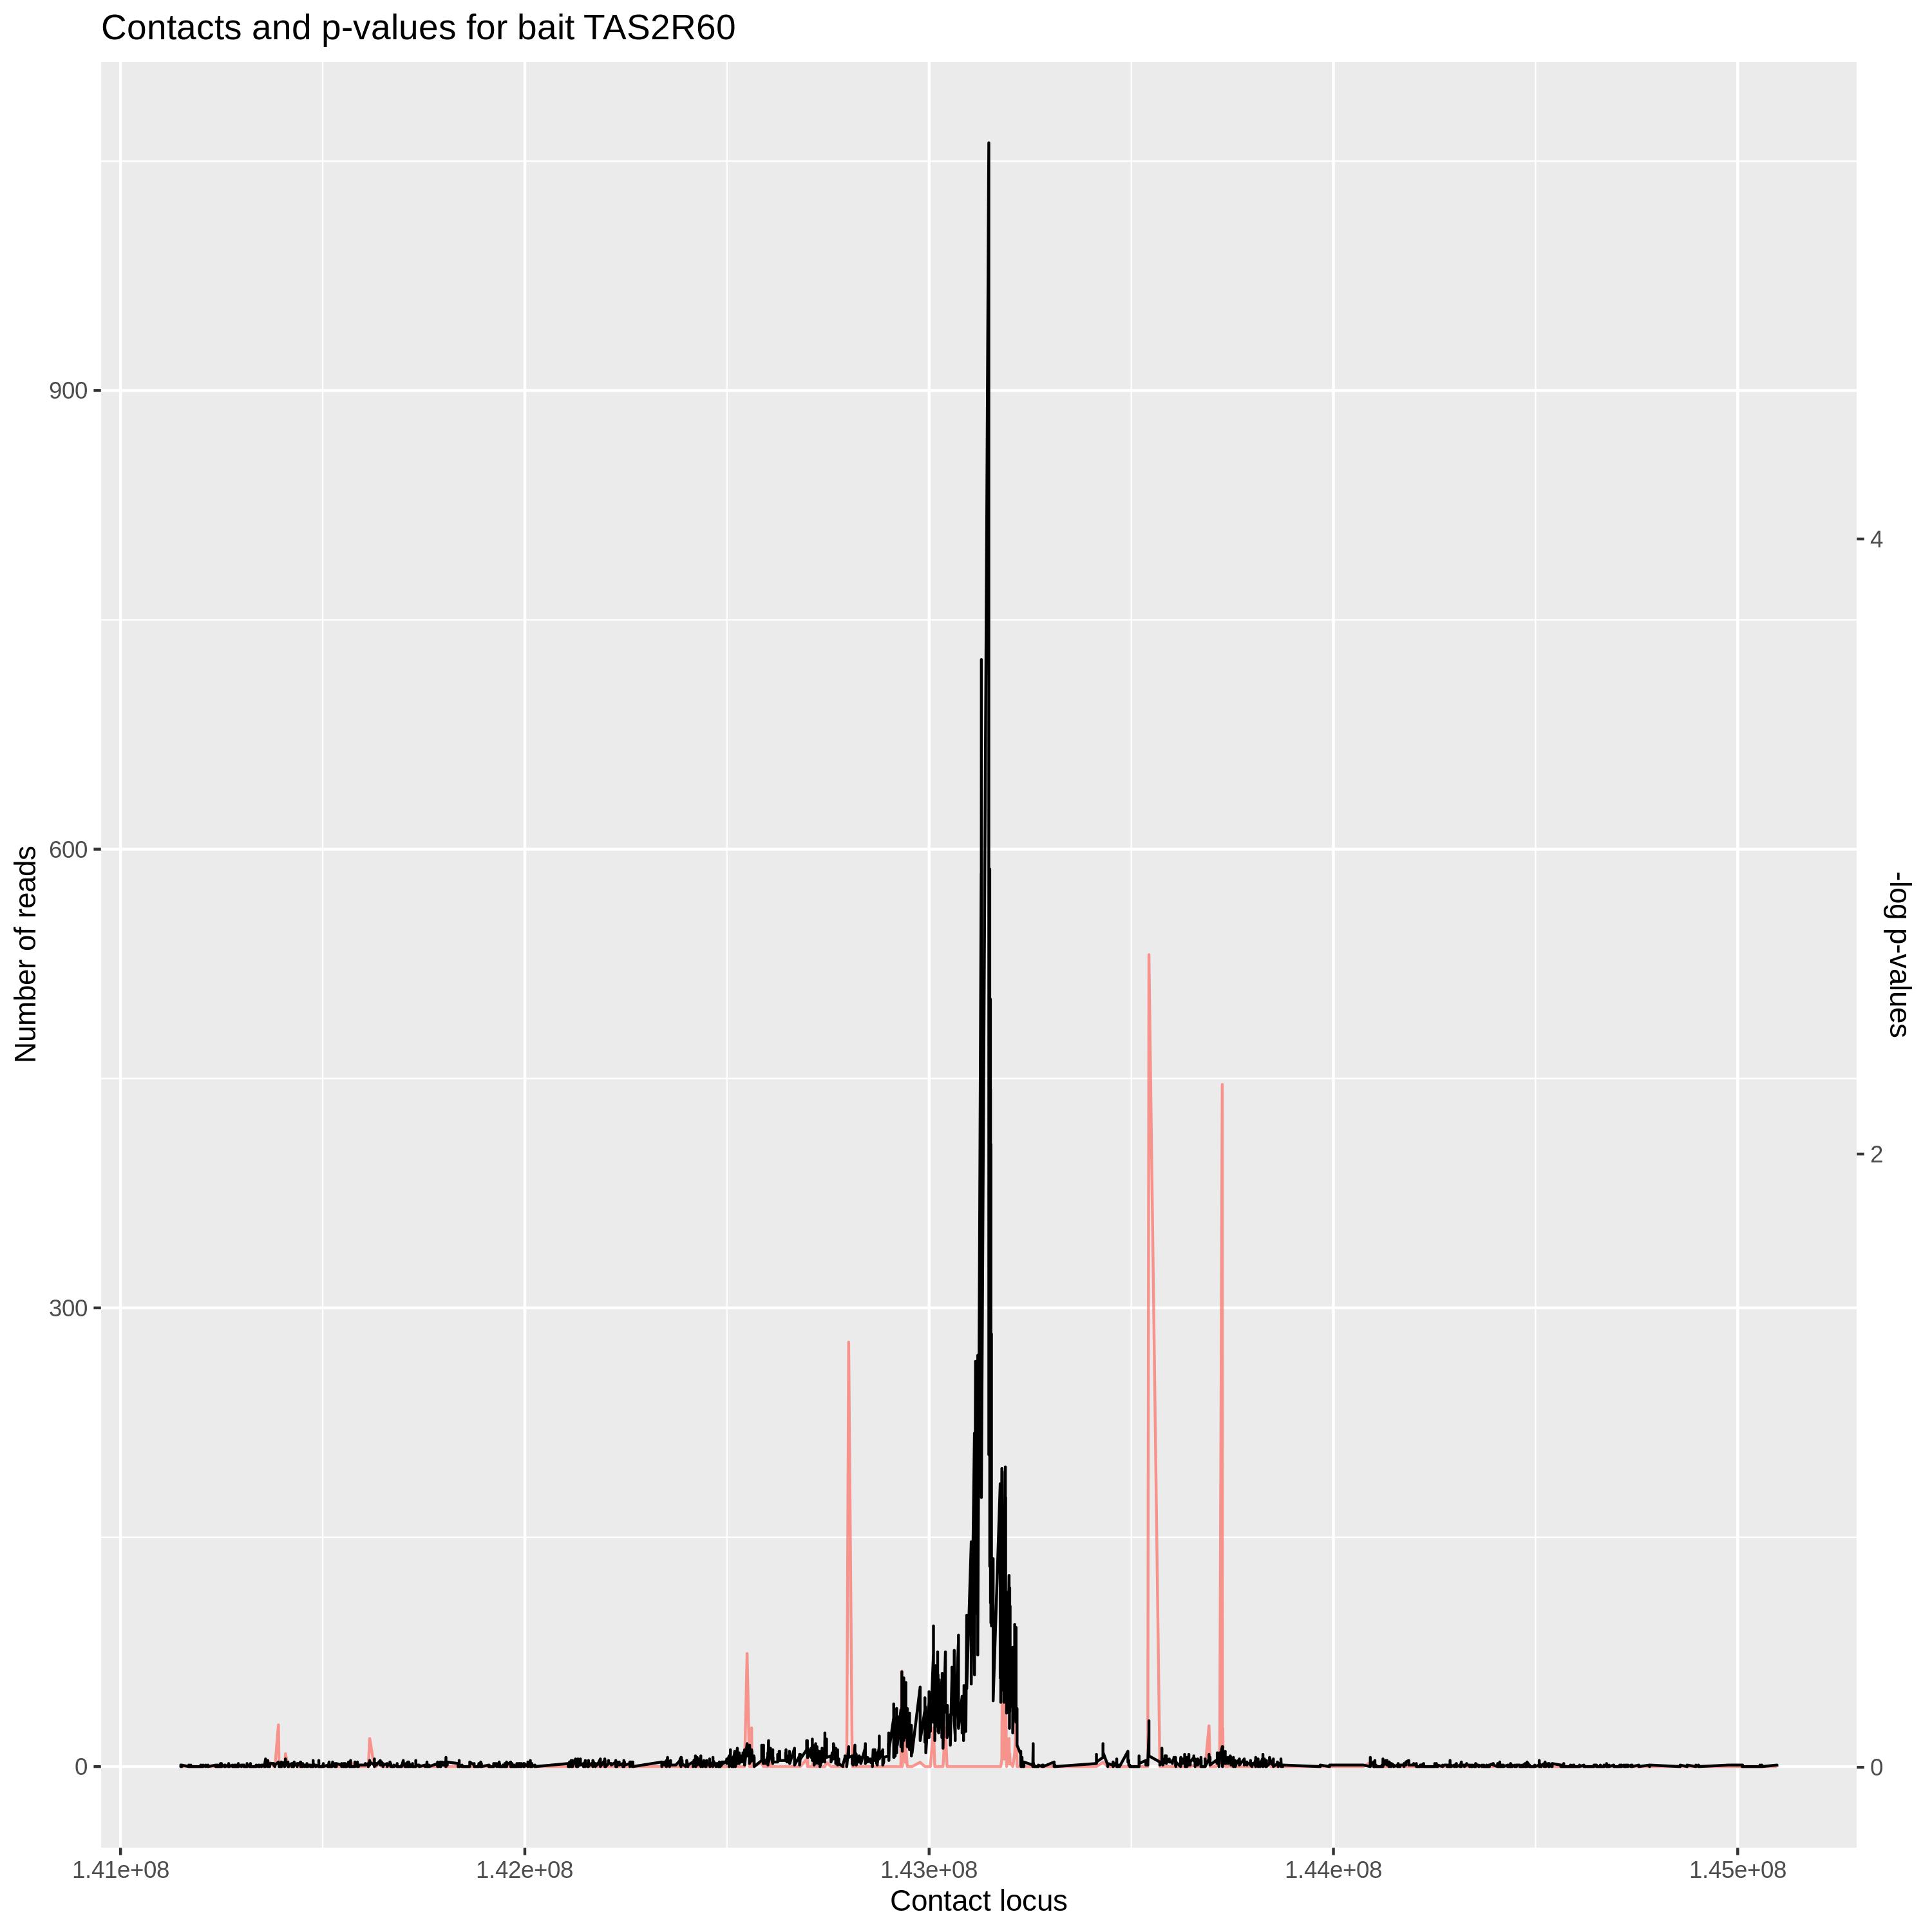 Contacts and p-values for bait TAS2R60
900
600
300
0
Number of reads
4
2
0
-log p-values
1.41e+08
1.42e+08
1.43e+08
1.44e+08
1.45e+08
Contact locus